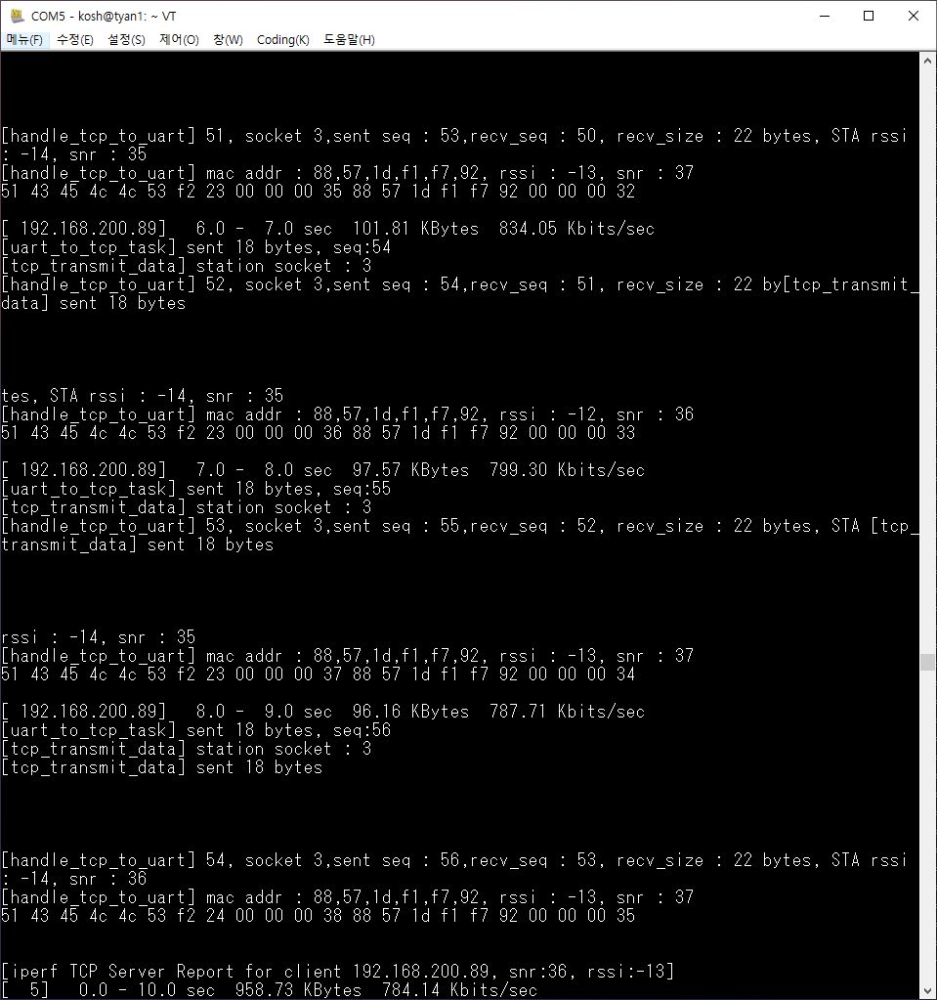 COM5 - kosh@tyan1: ~ VT
메뉴(F) 수정(E) 설정(S) 제어(O) 창(W) Coding(K) 도움말(H)
[handle_tcp_to_uart] 51, socket 3,sent seq : 53,recv_seq : 50, recv_size : 22 bytes, STA rssi
: -14, snr : 35
[handle_tcp_to_uart] mac addr : 88,57,1d,f1,f7,92, rssi : -13, snr : 37
51 43 45 4c 4c 53 f2 23 00 00 00 35 88 57 1d f1 f7 92 00 00 00 32
[ 192.168.200.89]   6.0 -  7.0 sec  101.81 KBytes  834.05 Kbits/sec
[uart_to_tcp_task] sent 18 bytes, seq:54
[tcp_transmit_data] station socket : 3
[handle_tcp_to_uart] 52, socket 3,sent seq : 54,recv_seq : 51, recv_size : 22 by[tcp_transmit_
data] sent 18 bytes
tes, STA rssi : -14, snr : 35
[handle_tcp_to_uart] mac addr : 88,57,1d,f1,f7,92, rssi : -12, snr : 36
51 43 45 4c 4c 53 f2 23 00 00 00 36 88 57 1d f1 f7 92 00 00 00 33
[ 192.168.200.89]   7.0 -  8.0 sec  97.57 KBytes  799.30 Kbits/sec
[uart_to_tcp_task] sent 18 bytes, seq:55
[tcp_transmit_data] station socket : 3
[handle_tcp_to_uart] 53, socket 3,sent seq : 55,recv_seq : 52, recv_size : 22 bytes, STA [tcp_
transmit_data] sent 18 bytes
rssi : -14, snr : 35
[handle_tcp_to_uart] mac addr : 88,57,1d,f1,f7,92, rssi : -13, snr : 37
51 43 45 4c 4c 53 f2 23 00 00 00 37 88 57 1d f1 f7 92 00 00 00 34
[ 192.168.200.89]   8.0 -  9.0 sec  96.16 KBytes  787.71 Kbits/sec
[uart_to_tcp_task] sent 18 bytes, seq:56
[tcp_transmit_data] station socket : 3
[tcp_transmit_data] sent 18 bytes
[handle_tcp_to_uart] 54, socket 3,sent seq : 56,recv_seq : 53, recv_size : 22 bytes, STA rssi
: -14, snr : 36
[handle_tcp_to_uart] mac addr : 88,57,1d,f1,f7,92, rssi : -13, snr : 37
51 43 45 4c 4c 53 f2 24 00 00 00 38 88 57 1d f1 f7 92 00 00 00 35
[iperf TCP Server Report for client 192.168.200.89, snr:36, rssi:-13]
[  5]   0.0 - 10.0 sec  958.73 KBytes  784.14 Kbits/sec